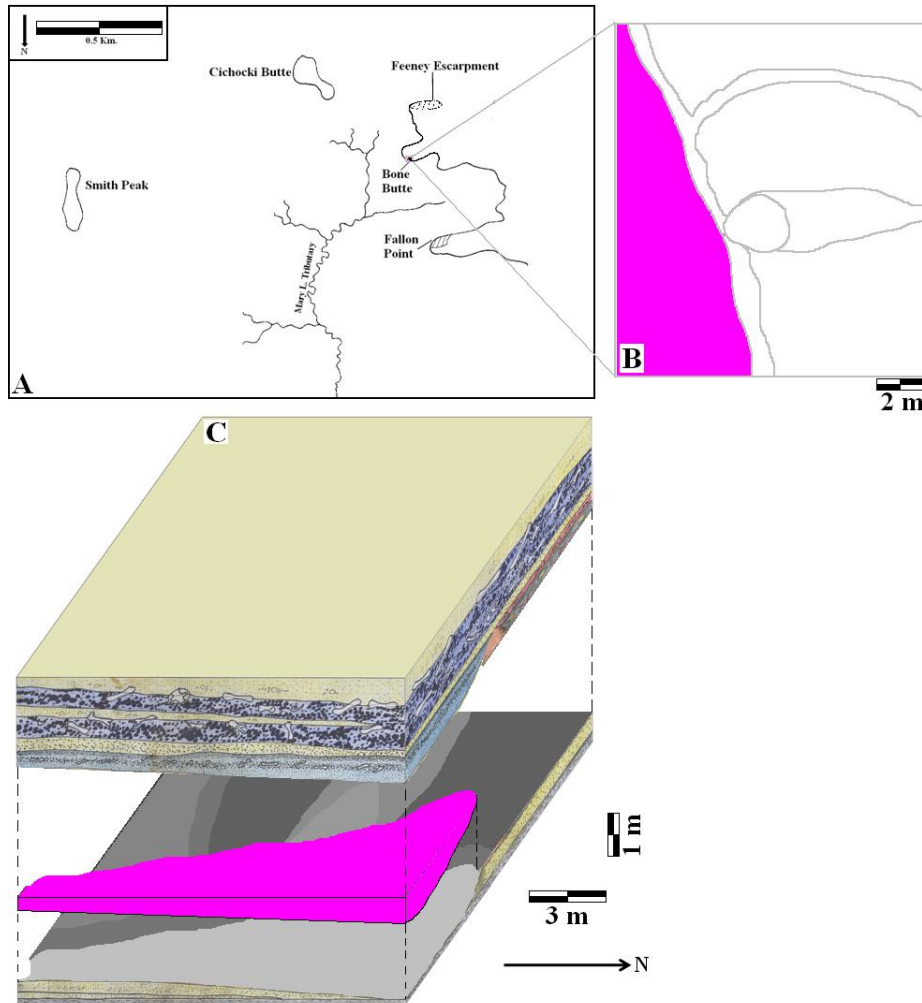 N
0.5 Km.
Cichocki Butte
Feeney Escarpment
Smith Peak
Bone
Butte
Fallon
Point
Mary L. Tributary
A
B
2 m
C
1 m
3 m
N